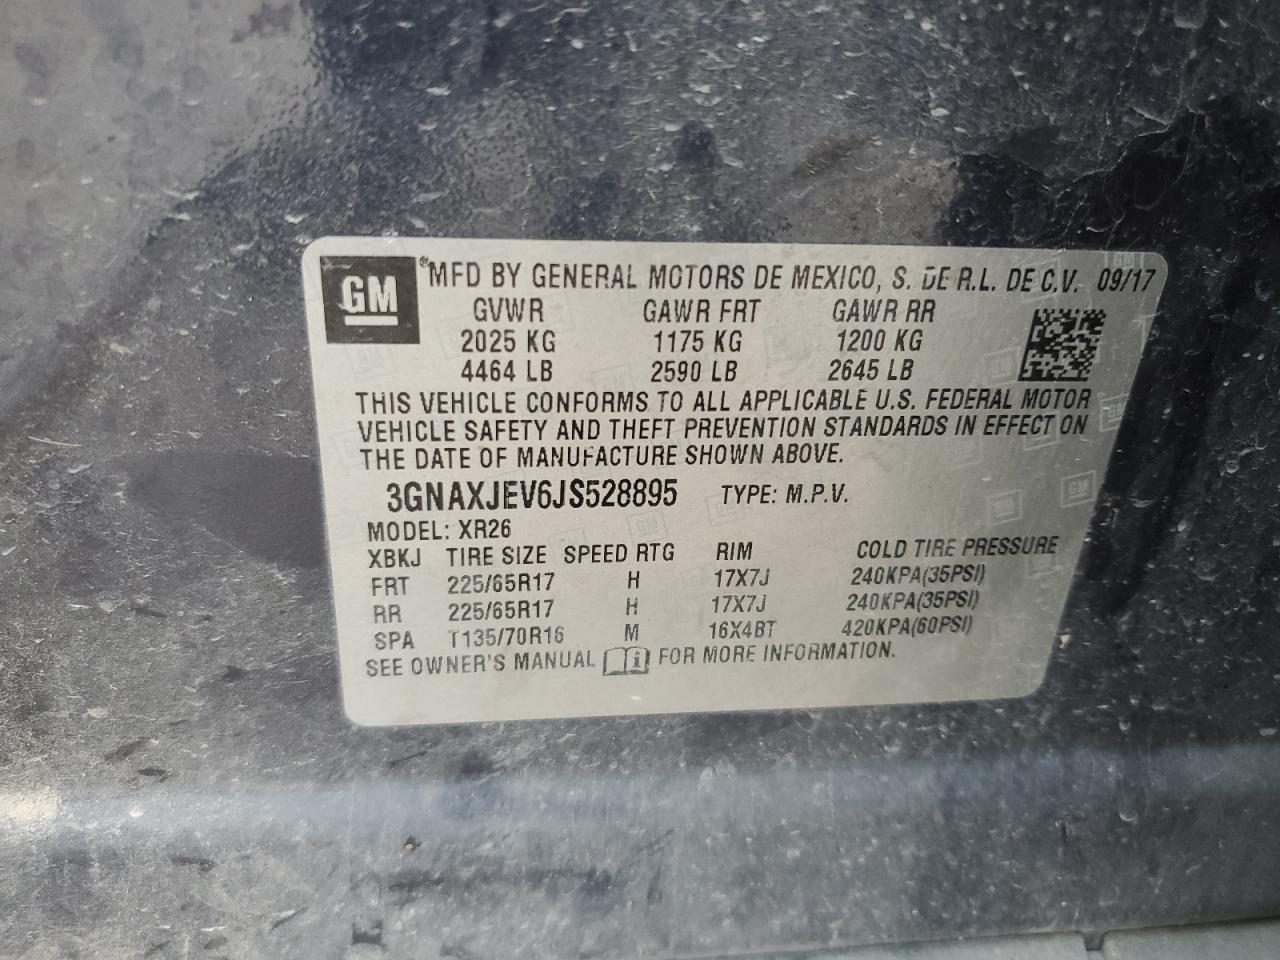 GM
®MFD BY GENERAL MOTORS DE MEXICO, S. DE R.L. DE C.V. 09/17
GVWR GAWR FRT GAWR RR
2025 KG 1175 KG 1200 KG
4464 LB 2590 LB 2645 LB
THIS VEHICLE CONFORMS TO ALL APPLICABLE U.S. FEDERAL MOTOR
VEHICLE SAFETY AND THEFT PREVENTION STANDARDS IN EFFECT ON
THE DATE OF MANUFACTURE SHOWN ABOVE.
3GNAXJEV6JS528895 TYPE: M.P.V.
MODEL: XR26
XBKJ TIRE SIZE SPEED RTG RIM COLD TIRE PRESSURE
FRT 225/65R17 H 17X7J 240KPA(35PSI)
RR 225/65R17 H 17X7J 240KPA(35PSI)
SPA T135/70R16 M 16X4BT 420KPA(60PSI)
SEE OWNER'S MANUAL FOR MORE INFORMATION.